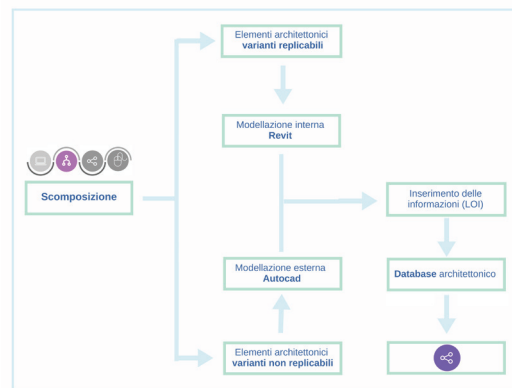 Elementi architettonici
varianti replicabili
Modellazione interna
Revit
Scomposizione
Inserimento delle
informazioni (LOI)
Modellazione esterna
Autocad
Database architettonico
Elementi architettonici
varianti non replicabili